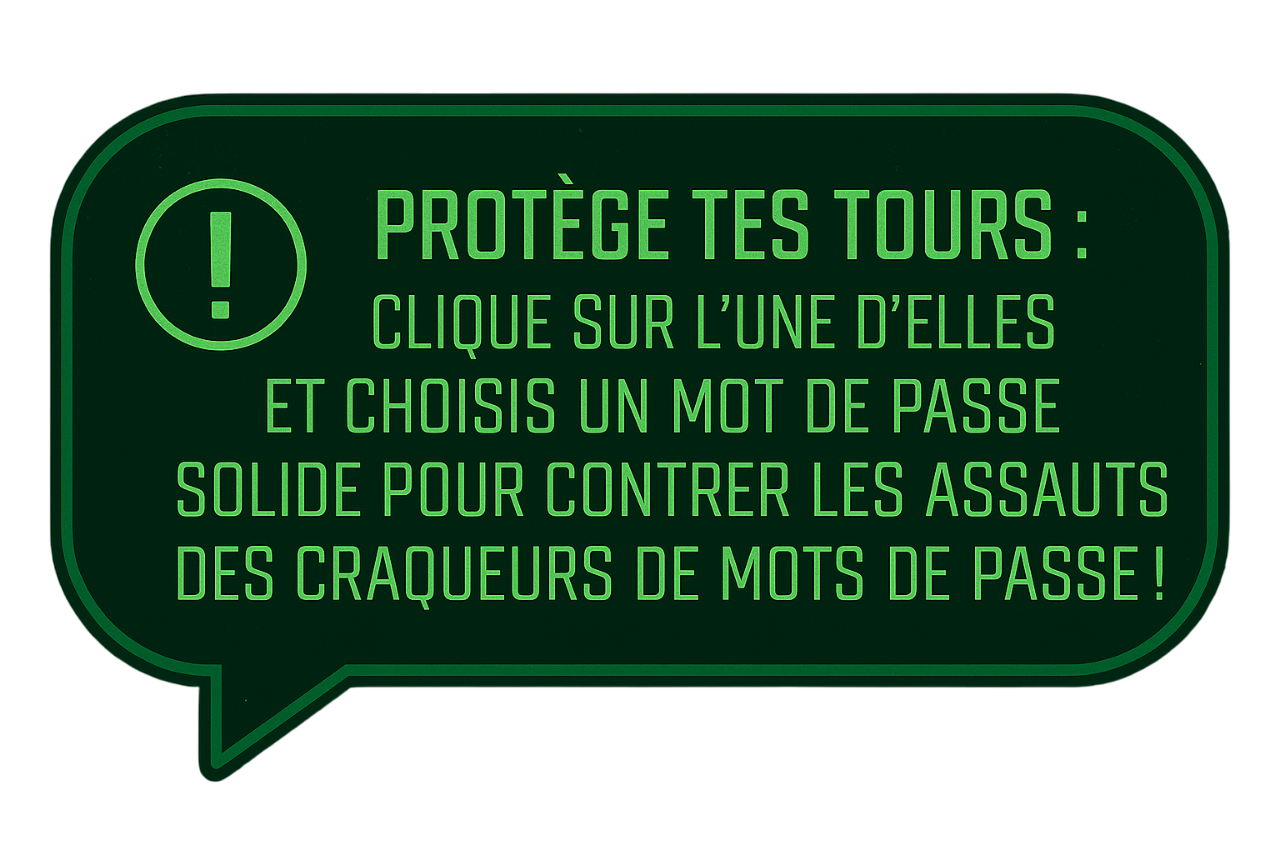 PROTÈGE TES TOURS :
CLIQUE SUR L’UNE D’ELLES
ET CHOISIS UN MOT DE PASSE
SOLIDE POUR CONTRER LES ASSAUTS
DES CRAQUEURS DE MOTS DE PASSE !